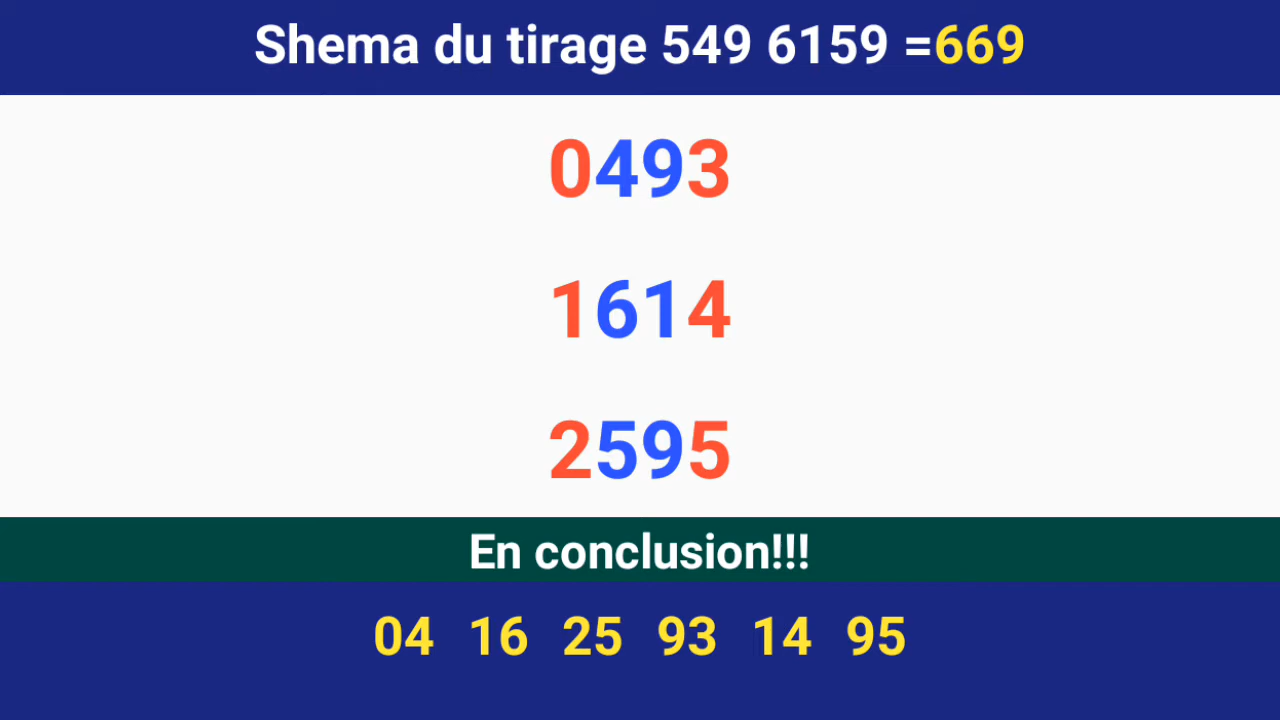 Shema du tirage 549 6159 =669
0493
1614
2595
En conclusion!!!
04 16 25 93 14 95